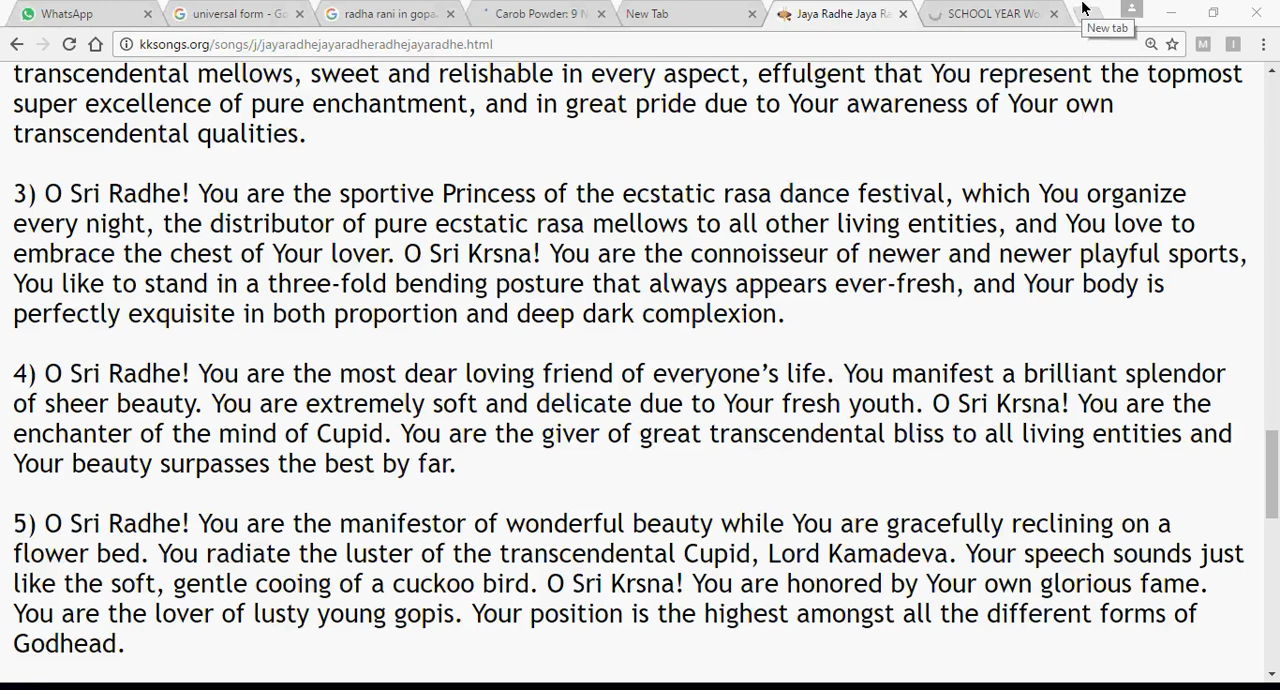 WhatsApp
universal form - Go
radha rani in gopa
Carob Powder: 9 N
New Tab
Jaya Radhe Jaya Ra
SCHOOL YEAR Wo
New tab
kksongs.org/songs/j/jayaradhejayaradheradhejayaradhe.html
M
I
transcendental mellows, sweet and relishable in every aspect, effulgent that You represent the topmost
super excellence of pure enchantment, and in great pride due to Your awareness of Your own
transcendental qualities.
3) O Sri Radhe! You are the sportive Princess of the ecstatic rasa dance festival, which You organize
every night, the distributor of pure ecstatic rasa mellows to all other living entities, and You love to
embrace the chest of Your lover. O Sri Krsna! You are the connoisseur of newer and newer playful sports,
You like to stand in a three-fold bending posture that always appears ever-fresh, and Your body is
perfectly exquisite in both proportion and deep dark complexion.
4) O Sri Radhe! You are the most dear loving friend of everyone’s life. You manifest a brilliant splendor
of sheer beauty. You are extremely soft and delicate due to Your fresh youth. O Sri Krsna! You are the
enchanter of the mind of Cupid. You are the giver of great transcendental bliss to all living entities and
Your beauty surpasses the best by far.
5) O Sri Radhe! You are the manifestor of wonderful beauty while You are gracefully reclining on a
flower bed. You radiate the luster of the transcendental Cupid, Lord Kamadeva. Your speech sounds just
like the soft, gentle cooing of a cuckoo bird. O Sri Krsna! You are honored by Your own glorious fame.
You are the lover of lusty young gopis. Your position is the highest amongst all the different forms of
Godhead.